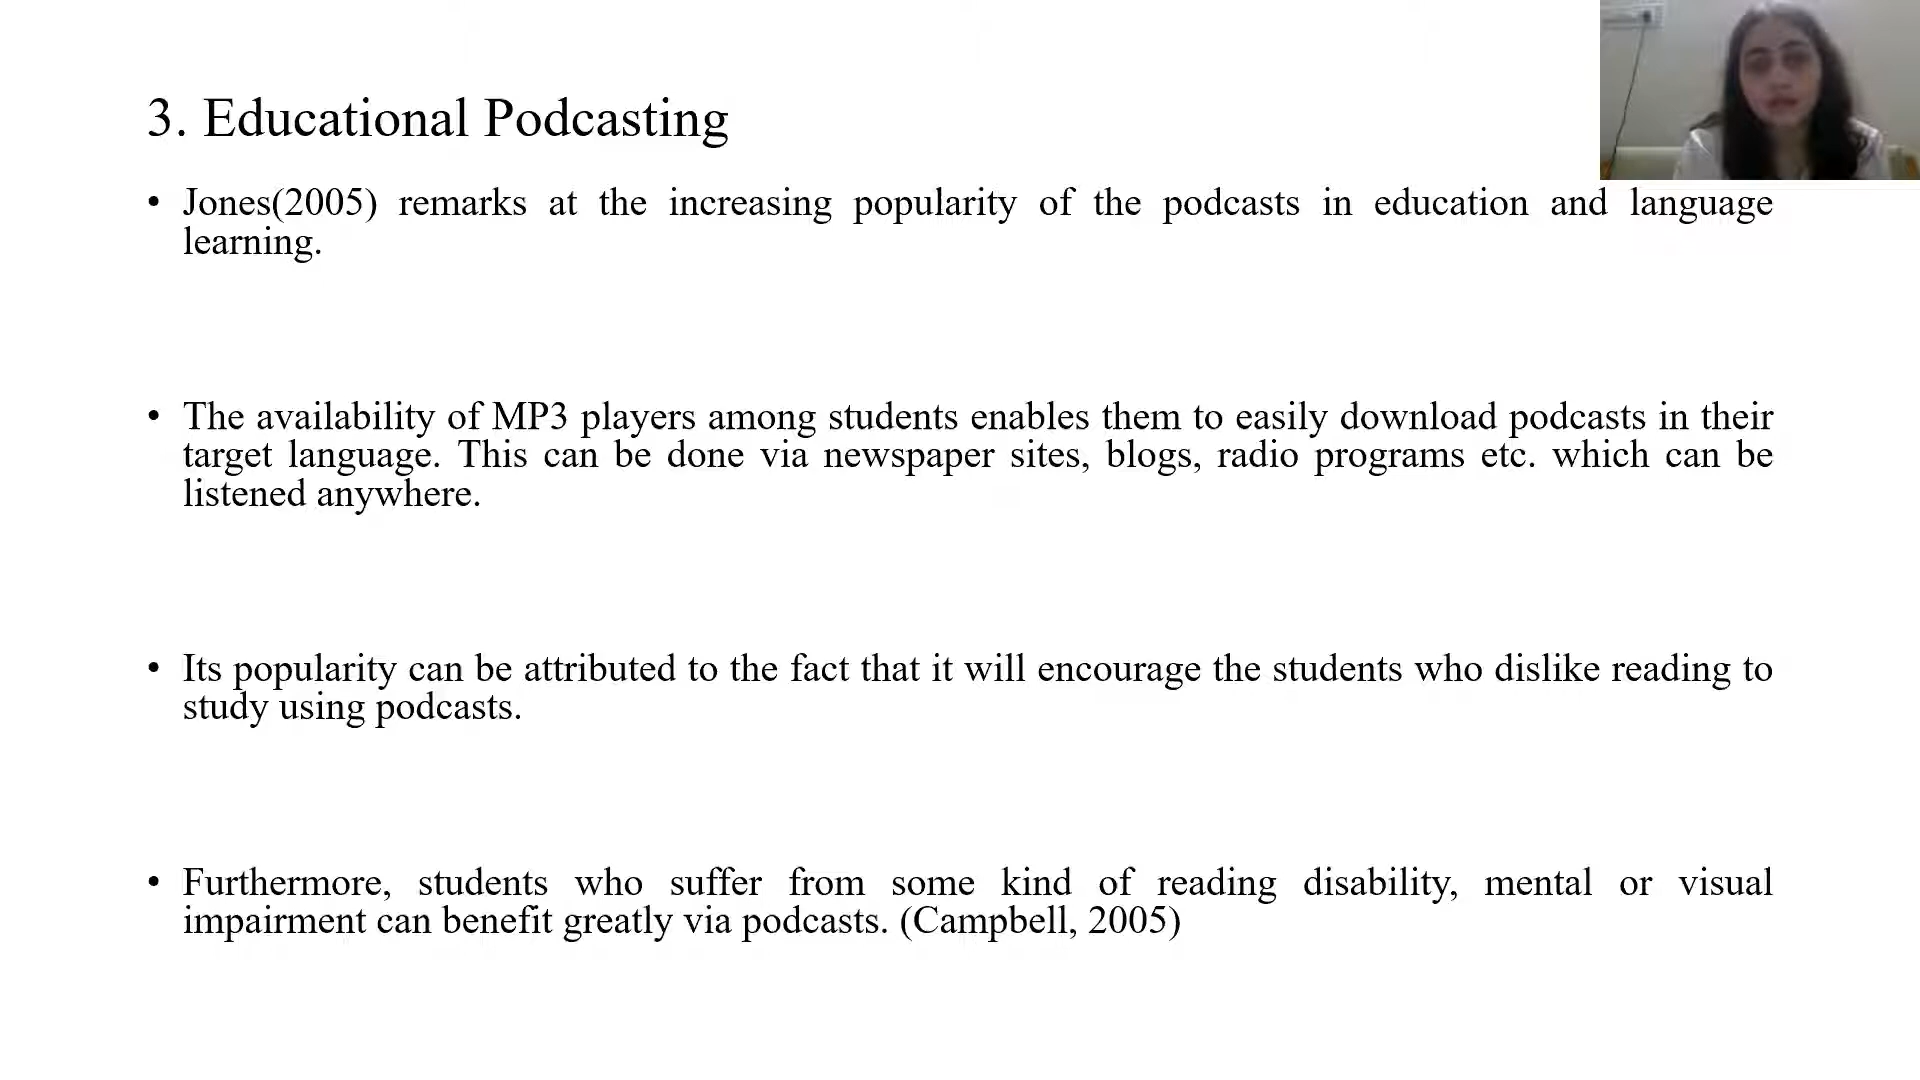 3. Educational Podcasting
• Jones(2005) remarks at the increasing popularity of the podcasts in education and language
learning.
• The availability of MP3 players among students enables them to easily download podcasts in their
target language. This can be done via newspaper sites, blogs, radio programs etc. which can be
listened anywhere.
• Its popularity can be attributed to the fact that it will encourage the students who dislike reading to
study using podcasts.
• Furthermore, students who suffer from some kind of reading disability, mental or visual
impairment can benefit greatly via podcasts. (Campbell, 2005)